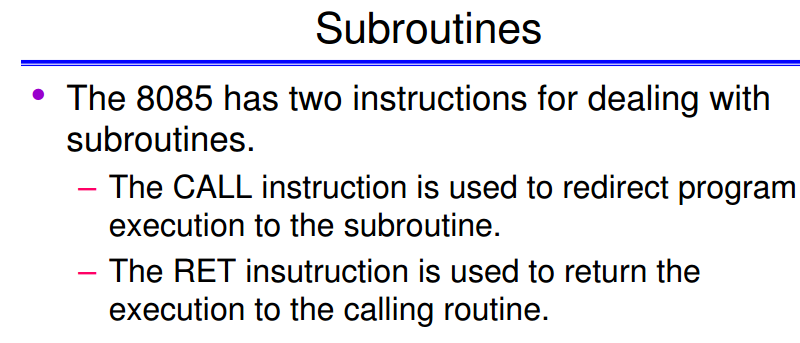 Subroutines
• The 8085 has two instructions for dealing with
subroutines.
– The CALL instruction is used to redirect program
execution to the subroutine.
– The RET insutruction is used to return the
execution to the calling routine.